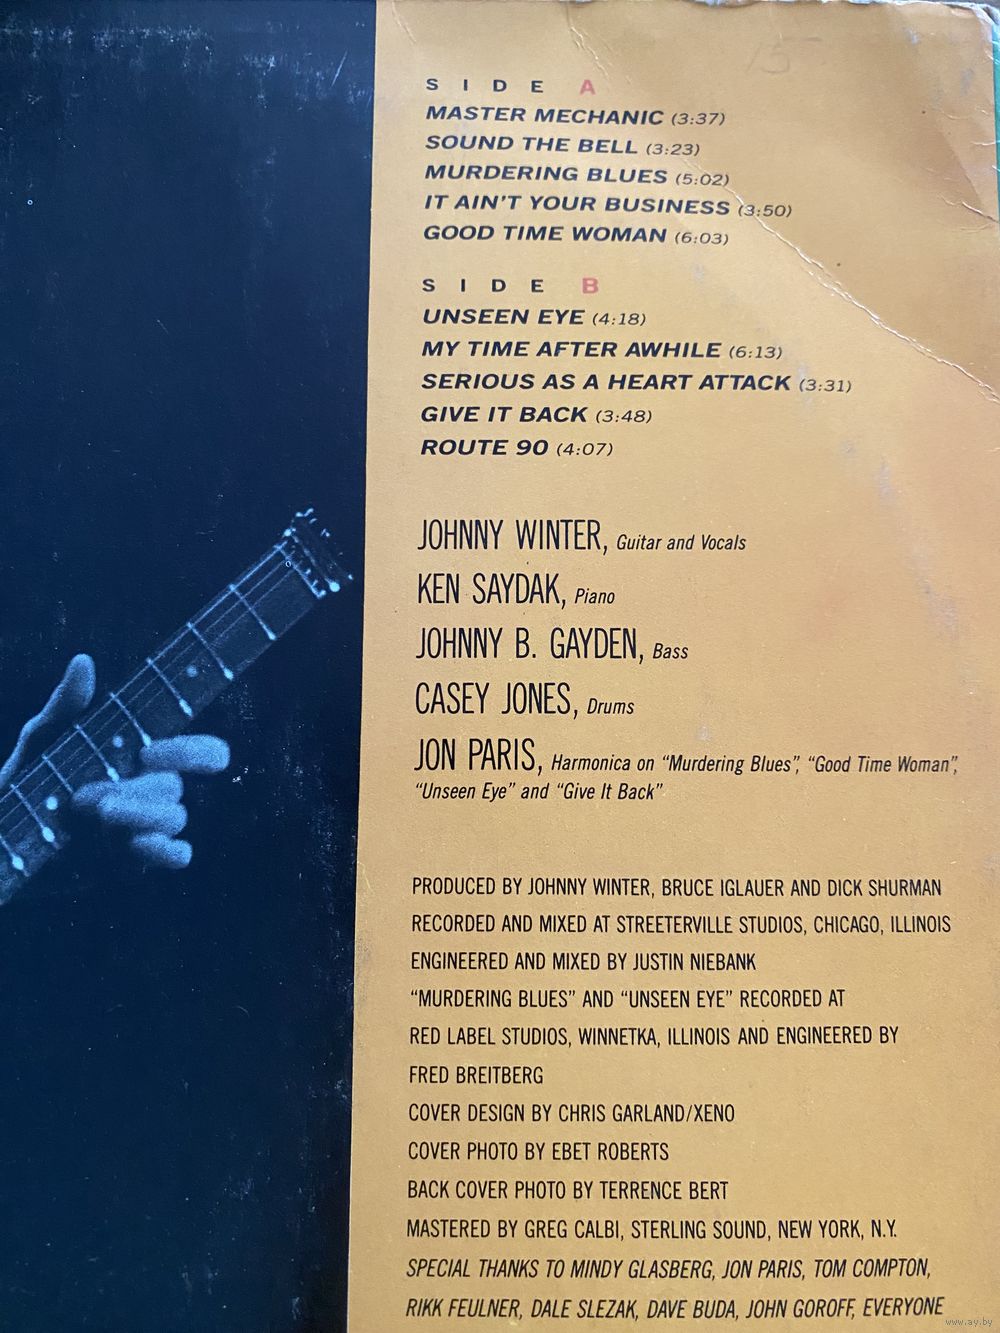 15
SIDE A
MASTER MECHANIC (3:37)
SOUND THE BELL (3:23)
MURDERING BLUES (5:02)
IT AIN'T YOUR BUSINESS (3:50)
GOOD TIME WOMAN (6:03)
SIDE B
UNSEEN EYE (4:18)
MY TIME AFTER AWHILE (6:13)
SERIOUS AS A HEART ATTACK (3:31)
GIVE IT BACK (3:48)
ROUTE 90 (4:07)
JOHNNY WINTER, Guitar and Vocals
KEN SAYDAK, Piano
JOHNNY B. GAYDEN, Bass
CASEY JONES, Drums
JON PARIS, Harmonica on “Murdering Blues”, “Good Time Woman”,
“Unseen Eye” and “Give It Back”
PRODUCED BY JOHNNY WINTER, BRUCE IGLAUER AND DICK SHURMAN
RECORDED AND MIXED AT STREETERVILLE STUDIOS, CHICAGO, ILLINOIS
ENGINEERED AND MIXED BY JUSTIN NIEBANK
“MURDERING BLUES” AND “UNSEEN EYE” RECORDED AT
RED LABEL STUDIOS, WINNETKA, ILLINOIS AND ENGINEERED BY
FRED BREITBERG
COVER DESIGN BY CHRIS GARLAND/XENO
COVER PHOTO BY EBET ROBERTS
BACK COVER PHOTO BY TERRENCE BERT
MASTERED BY GREG CALBI, STERLING SOUND, NEW YORK, N.Y.
SPECIAL THANKS TO MINDY GLASBERG, JON PARIS, TOM COMPTON,
RIKK FEULNER, DALE SLEZAK, DAVE BUDA, JOHN GOROFF, EVERYONE
www.ay.by